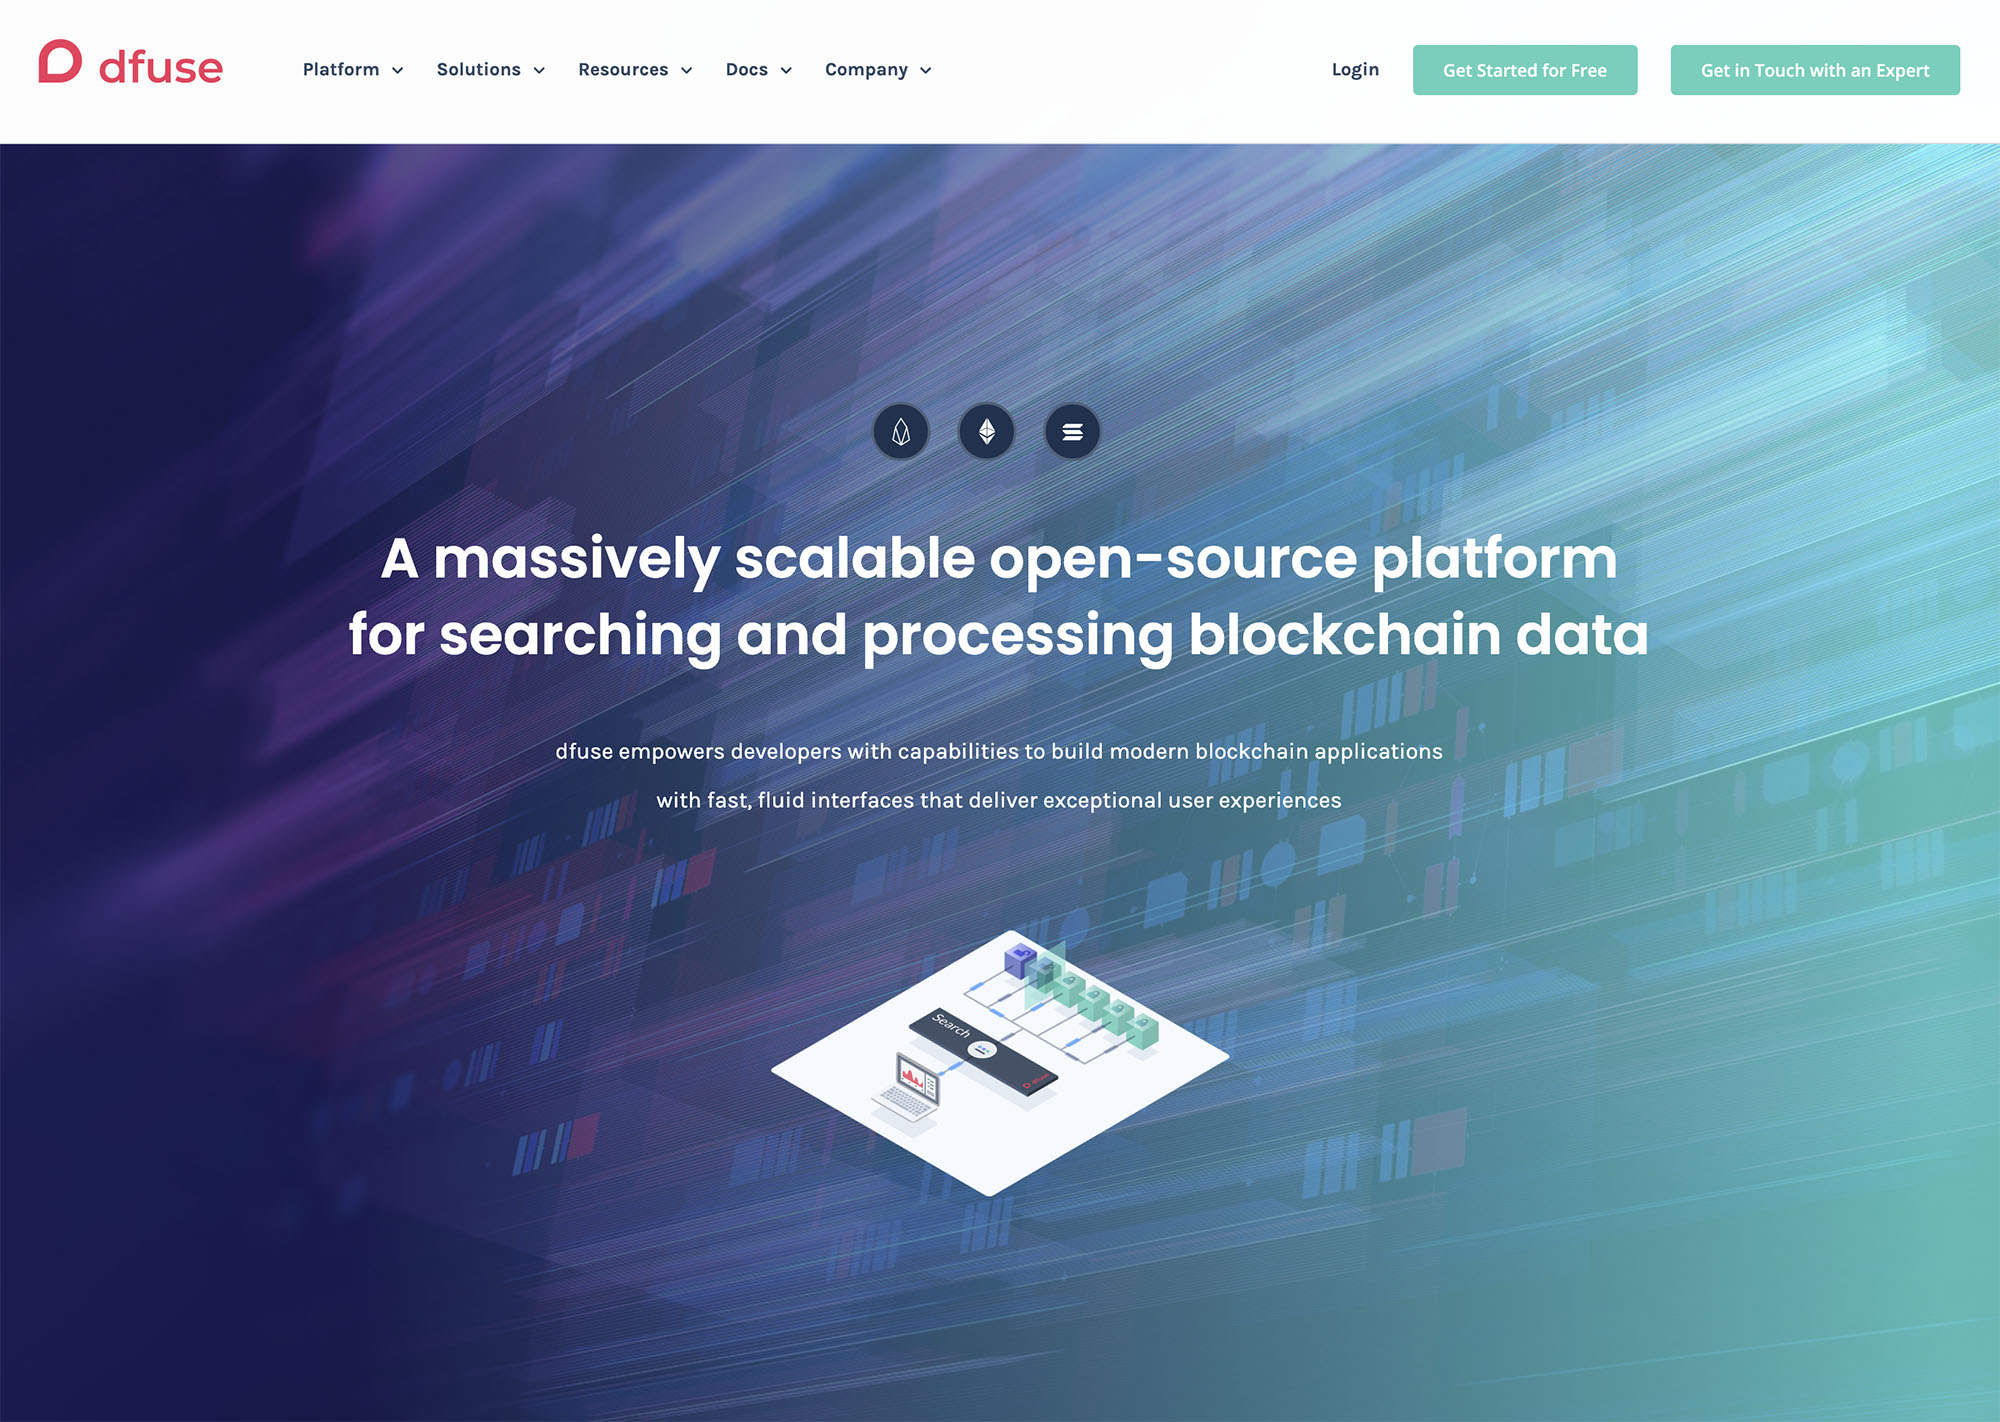 dfuse
Platform
Solutions
Resources
Docs
Company
Login
Get Started for Free
Get in Touch with an Expert
A massively scalable open-source platform
for searching and processing blockchain data
dfuse empowers developers with capabilities to build modern blockchain applications
with fast, fluid interfaces that deliver exceptional user experiences
Search
dfuse